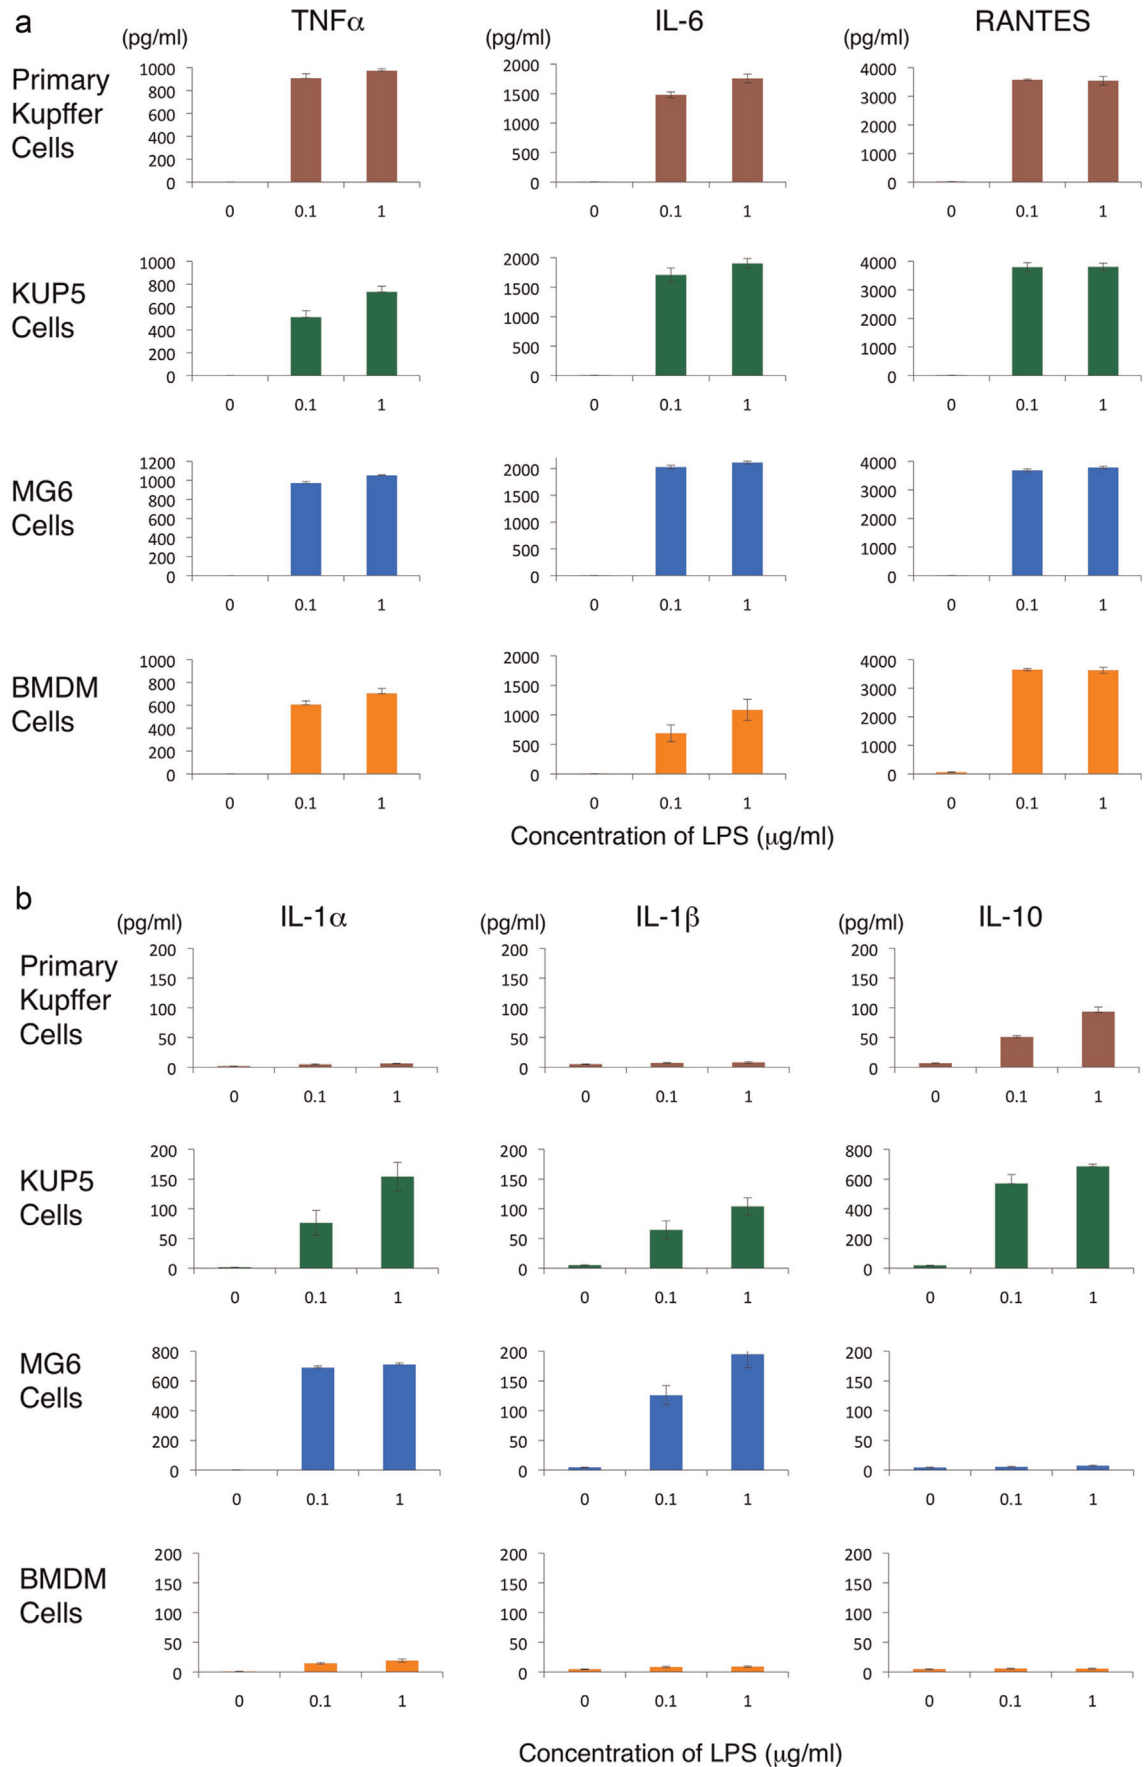 a
TNFα
IL-6
RANTES
(pg/ml)
(pg/ml)
(pg/ml)
Primary
Kupffer
Cells
1000
800
600
400
200
0
0 0.1 1
2000
1500
1000
500
0
0 0.1 1
4000
3000
2000
1000
0
0 0.1 1
KUP5
Cells
1000
800
600
400
200
0
0 0.1 1
2000
1500
1000
500
0
0 0.1 1
4000
3000
2000
1000
0
0 0.1 1
MG6
Cells
1200
1000
800
600
400
200
0
0 0.1 1
2000
1500
1000
500
0
0 0.1 1
4000
3000
2000
1000
0
0 0.1 1
BMDM
Cells
1000
800
600
400
200
0
0 0.1 1
2000
1500
1000
500
0
0 0.1 1
4000
3000
2000
1000
0
0 0.1 1
Concentration of LPS (μg/ml)
b
IL-1α
IL-1β
IL-10
(pg/ml)
(pg/ml)
(pg/ml)
Primary
Kupffer
Cells
200
150
100
50
0
0 0.1 1
200
150
100
50
0
0 0.1 1
200
150
100
50
0
0 0.1 1
KUP5
Cells
200
150
100
50
0
0 0.1 1
200
150
100
50
0
0 0.1 1
800
600
400
200
0
0 0.1 1
MG6
Cells
800
600
400
200
0
0 0.1 1
200
150
100
50
0
0 0.1 1
200
150
100
50
0
0 0.1 1
BMDM
Cells
200
150
100
50
0
0 0.1 1
200
150
100
50
0
0 0.1 1
200
150
100
50
0
0 0.1 1
Concentration of LPS (μg/ml)